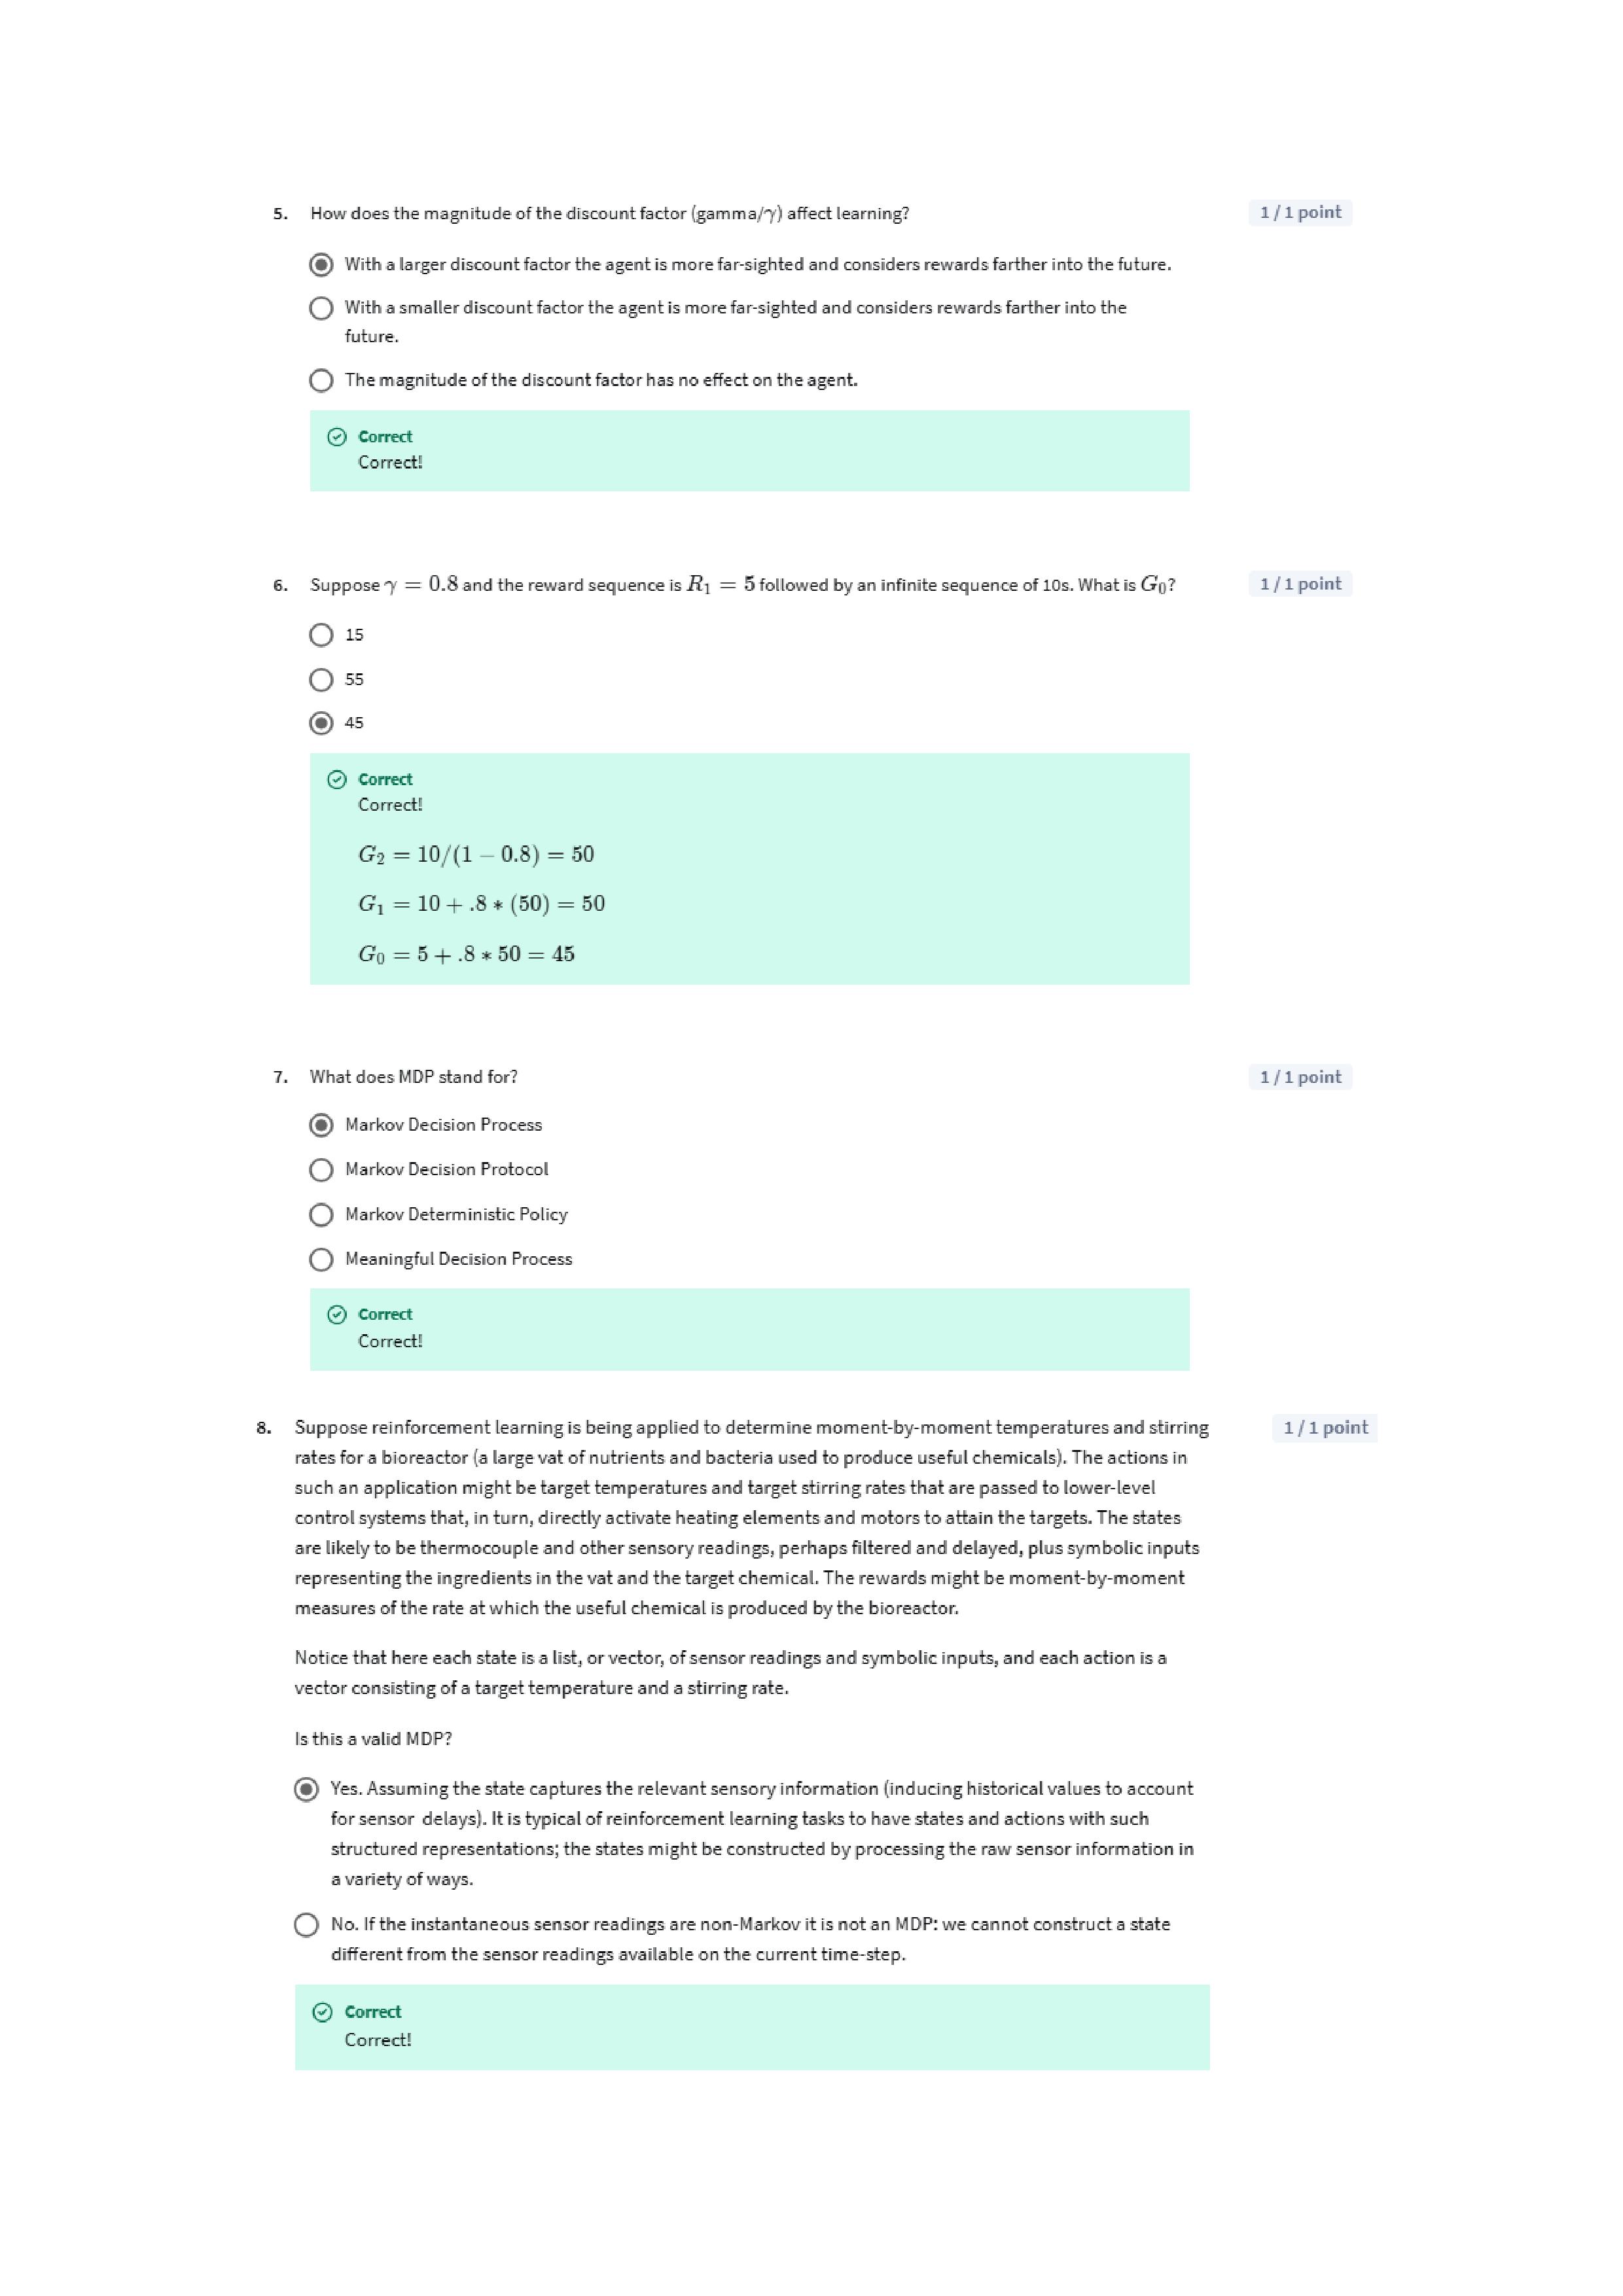 5. How does the magnitude of the discount factor (gamma/γ) affect learning? 1 / 1 point
With a larger discount factor the agent is more far-sighted and considers rewards farther into the future.
With a smaller discount factor the agent is more far-sighted and considers rewards farther into the
future.
The magnitude of the discount factor has no effect on the agent.
Correct
Correct!
6. Suppose γ = 0.8 and the reward sequence is R₁ = 5 followed by an infinite sequence of 10s. What is G₀? 1 / 1 point
15
55
45
Correct
Correct!
G₂ = 10/(1 − 0.8) = 50
G₁ = 10 + .8 ∗ (50) = 50
G₀ = 5 + .8 ∗ 50 = 45
7. What does MDP stand for? 1 / 1 point
Markov Decision Process
Markov Decision Protocol
Markov Deterministic Policy
Meaningful Decision Process
Correct
Correct!
8. Suppose reinforcement learning is being applied to determine moment-by-moment temperatures and stirring 1 / 1 point
rates for a bioreactor (a large vat of nutrients and bacteria used to produce useful chemicals). The actions in
such an application might be target temperatures and target stirring rates that are passed to lower-level
control systems that, in turn, directly activate heating elements and motors to attain the targets. The states
are likely to be thermocouple and other sensory readings, perhaps filtered and delayed, plus symbolic inputs
representing the ingredients in the vat and the target chemical. The rewards might be moment-by-moment
measures of the rate at which the useful chemical is produced by the bioreactor.
Notice that here each state is a list, or vector, of sensor readings and symbolic inputs, and each action is a
vector consisting of a target temperature and a stirring rate.
Is this a valid MDP?
Yes. Assuming the state captures the relevant sensory information (inducing historical values to account
for sensor delays). It is typical of reinforcement learning tasks to have states and actions with such
structured representations; the states might be constructed by processing the raw sensor information in
a variety of ways.
No. If the instantaneous sensor readings are non-Markov it is not an MDP: we cannot construct a state
different from the sensor readings available on the current time-step.
Correct
Correct!